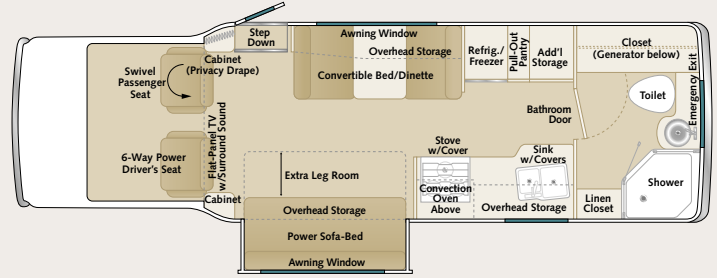 Step
Down
Cabinet
(Privacy Drape)
Swivel
Passenger
Seat
6-Way Power
Driver's Seat
Flat-Panel TV
w/Surround Sound
Cabinet
Awning Window
Overhead Storage
Convertible Bed/Dinette
Refrig./
Freezer
Pull-Out
Pantry
Add'l
Storage
Closet
(Generator below)
Emergency Exit
Toilet
Bathroom
Door
Stove
w/Cover
Sink
w/Covers
Convection
Oven
Above
Overhead Storage
Linen
Closet
Shower
Extra Leg Room
Overhead Storage
Power Sofa-Bed
Awning Window